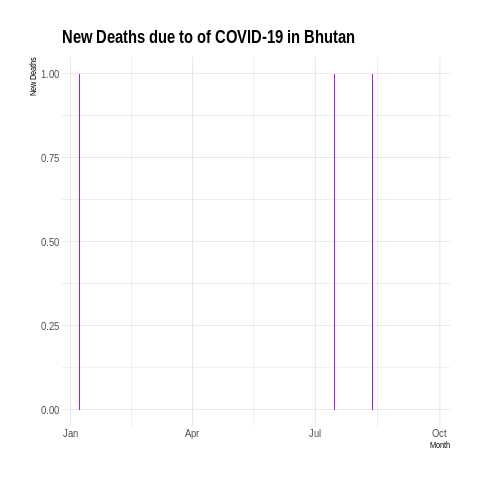 New Deaths due to of COVID-19 in Bhutan
New Deaths
1.00
0.75
0.50
0.25
0.00
Jan Apr Jul Oct
Month